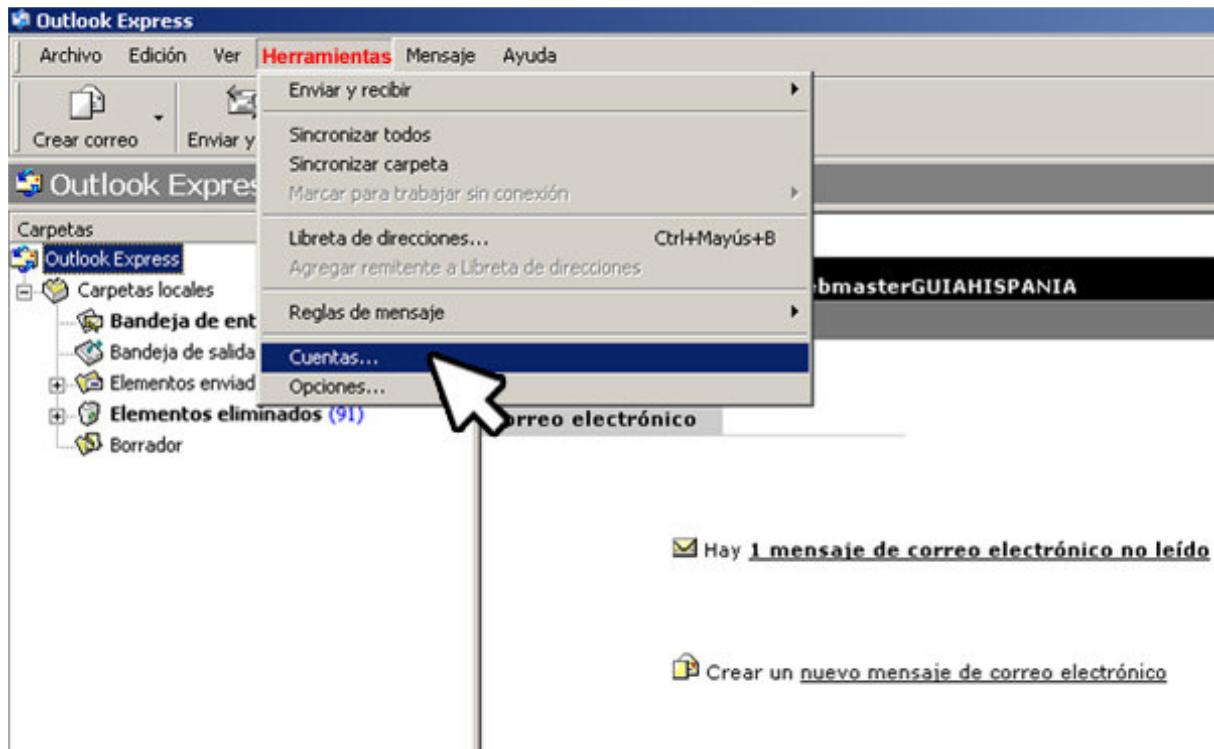 Outlook Express
Archivo Edición Ver Herramientas Mensaje Ayuda
Crear correo Enviar y
Enviar y recibir
Sincronizar todos
Sincronizar carpeta
Marcar para trabajar sin conexión
Libreta de direcciones... Ctrl+Mayús+B
Agregar remitente a Libreta de direcciones
Reglas de mensaje
Cuentas...
Opciones...
Outlook Expres
Carpetas
Outlook Express
Carpetas locales
Bandeja de ent
Bandeja de salida
Elementos enviad
Elementos eliminados (91)
Borrador
bmasterGUIAHISPANIA
orreo electrónico
Hay 1 mensaje de correo electrónico no leído
Crear un nuevo mensaje de correo electrónico